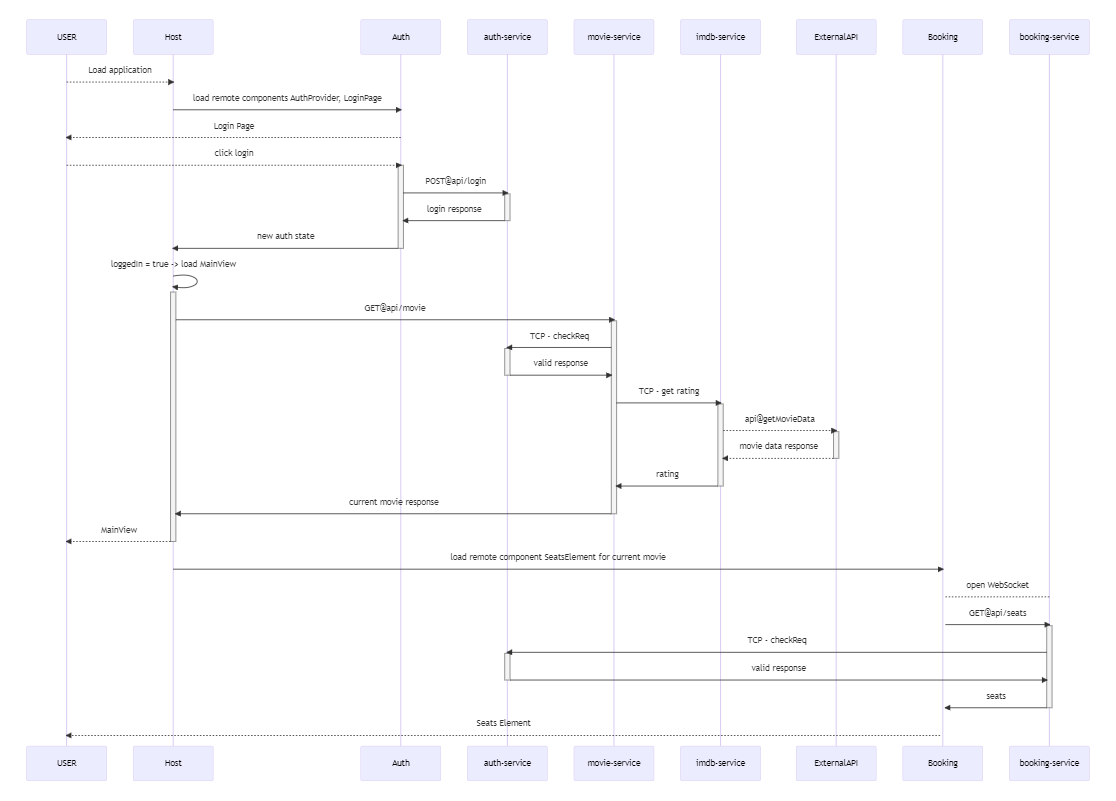 USER Host Auth auth-service movie-service imdb-service ExternalAPI Booking booking-service
Load application
load remote components AuthProvider, LoginPage
Login Page
click login
POST@api/login
login response
new auth state
loggedIn = true -> load MainView
GET@api/movie
TCP - checkReq
valid response
TCP - get rating
api@getMovieData
movie data response
rating
current movie response
MainView
load remote component SeatsElement for current movie
open WebSocket
GET@api/seats
TCP - checkReq
valid response
seats
Seats Element
USER Host Auth auth-service movie-service imdb-service ExternalAPI Booking booking-service